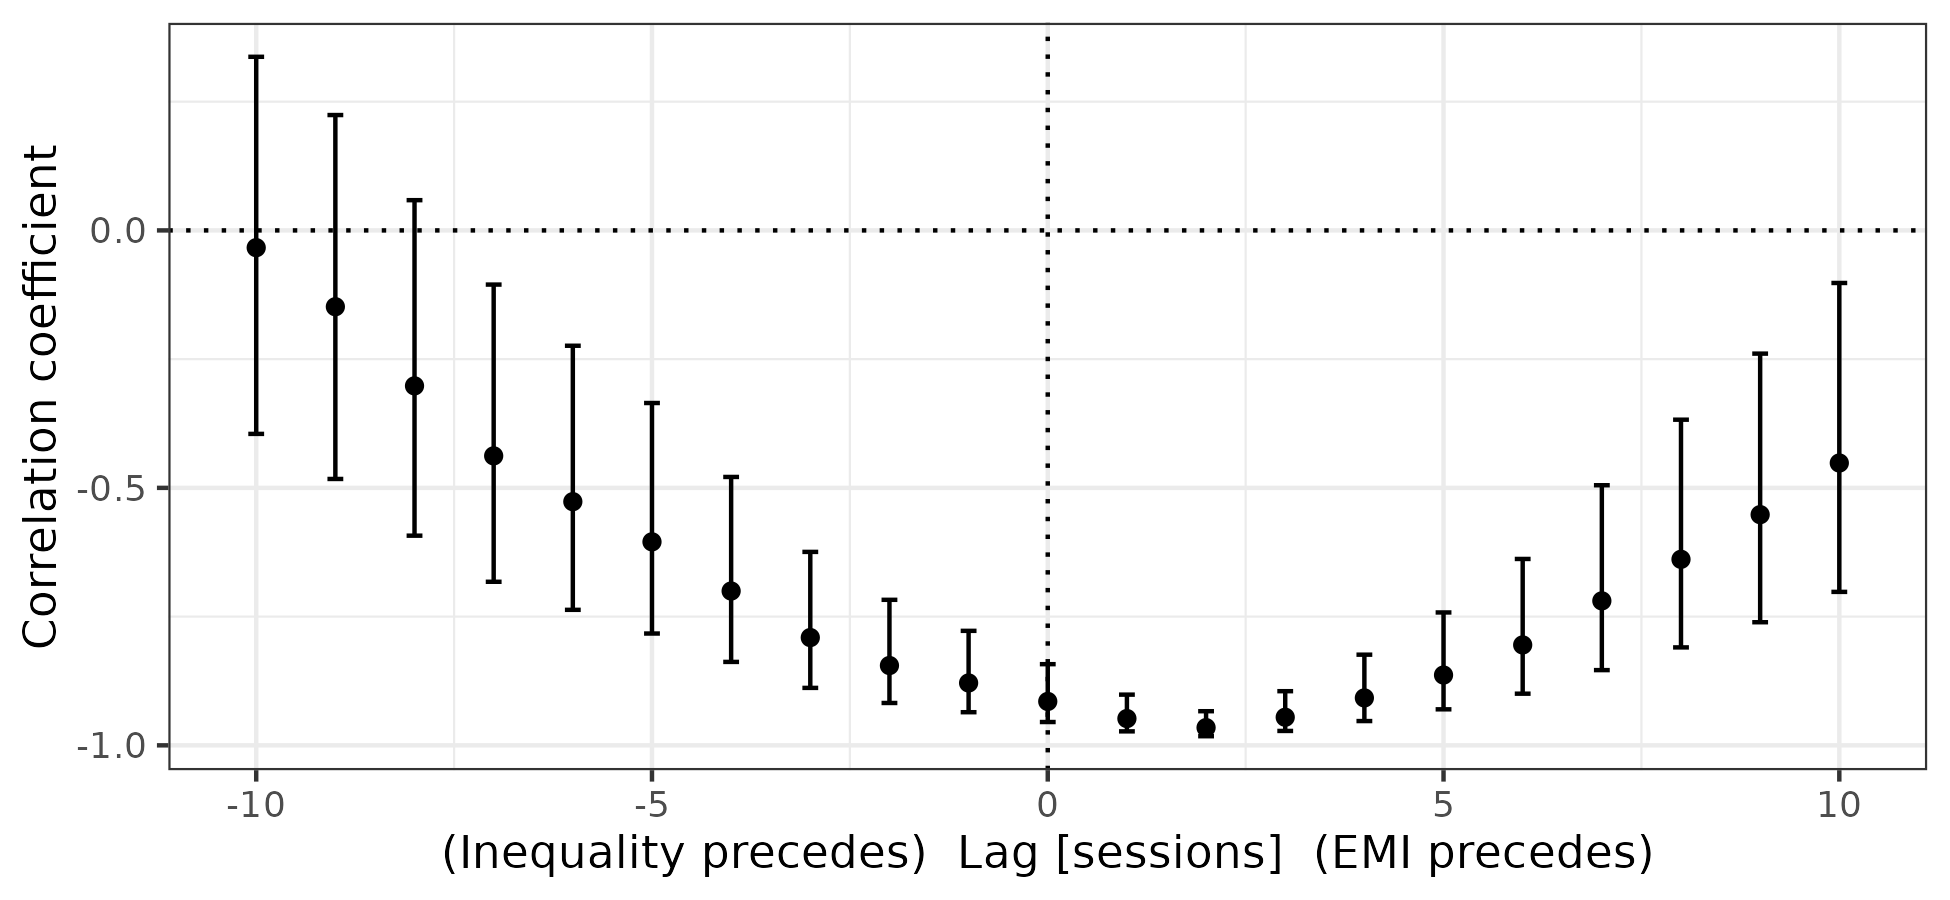 Correlation coefficient
0.0
-0.5
-1.0
-10 -5 0 5 10
(Inequality precedes) Lag [sessions] (EMI precedes)